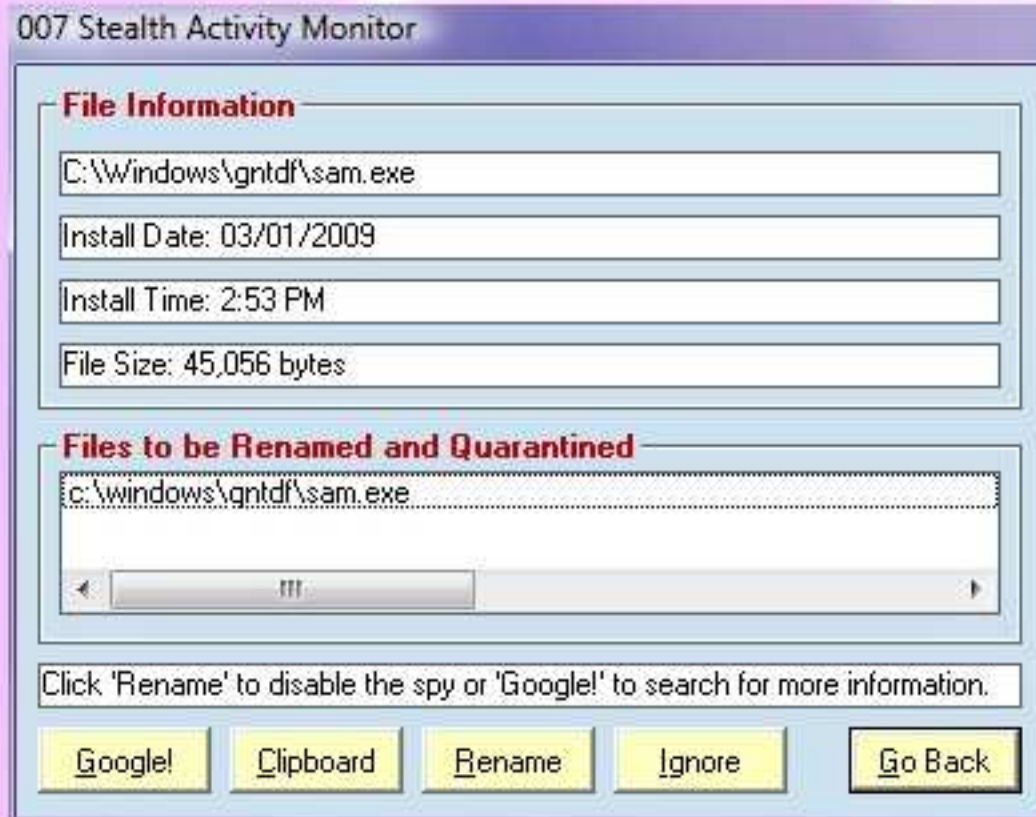 007 Stealth Activity Monitor
File Information
C:\Windows\gntdf\sam.exe
Install Date: 03/01/2009
Install Time: 2:53 PM
File Size: 45,056 bytes
Files to be Renamed and Quarantined
c:\windows\gntdf\sam.exe
Click 'Rename' to disable the spy or 'Google!' to search for more information.
Google!
Clipboard
Rename
Ignore
Go Back